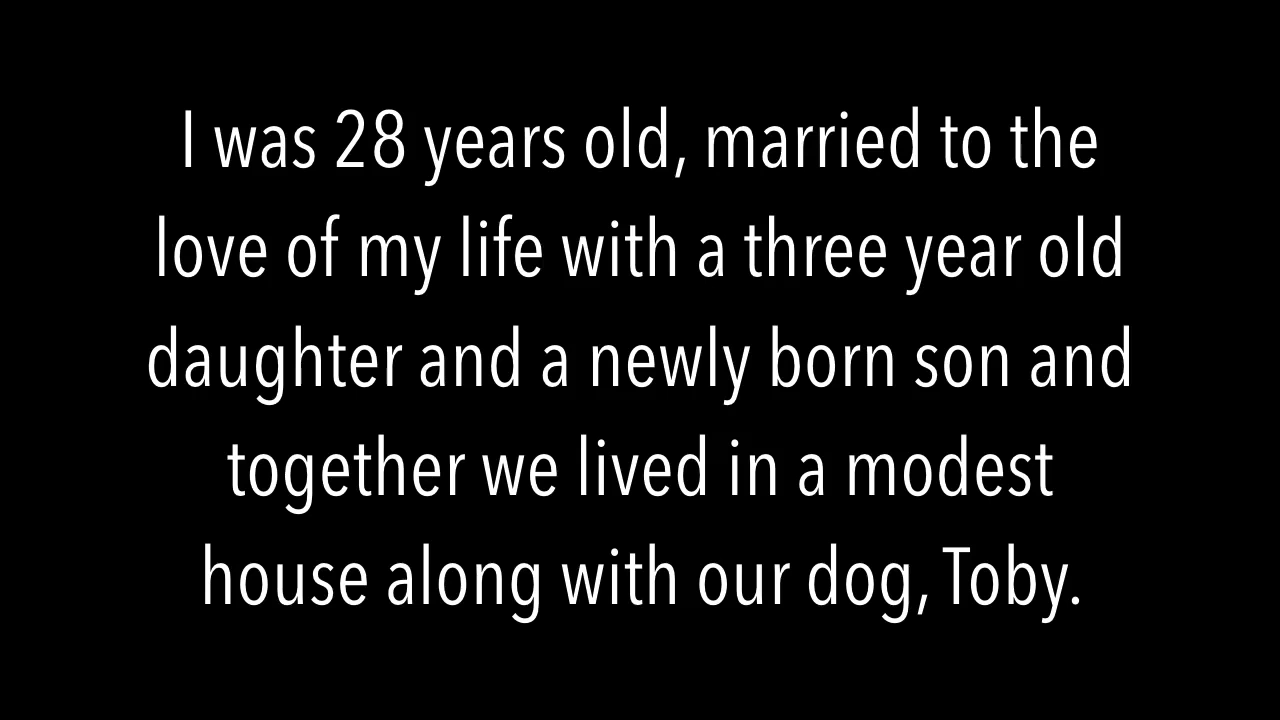 I was 28 years old, married to the
love of my life with a three year old
daughter and a newly born son and
together we lived in a modest
house along with our dog, Toby.